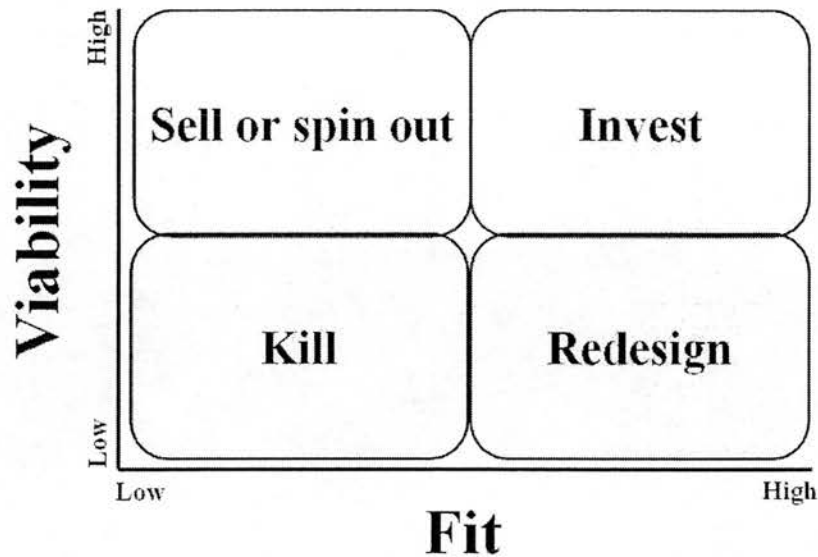 High
Sell or spin out
Invest
Viability
Kill
Redesign
Low
Low
High
Fit